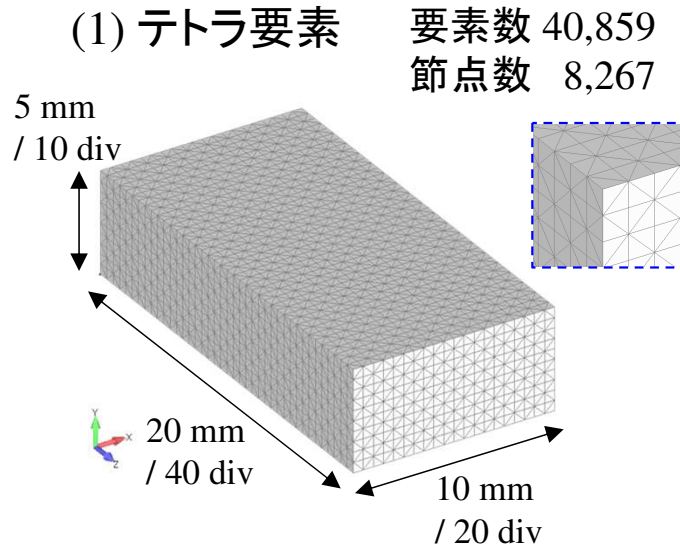 (1) テトラ要素
要素数 40,859
節点数 8,267
5 mm
/ 10 div
Y
X
Z
20 mm
/ 40 div
10 mm
/ 20 div